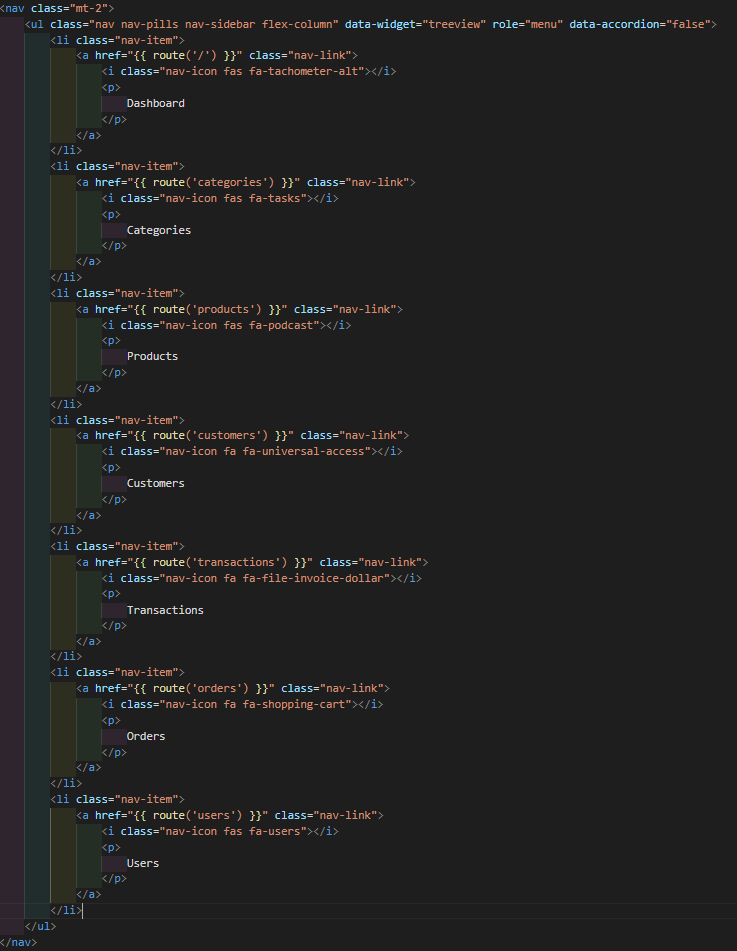 <nav class="mt-2">
<ul class="nav nav-pills nav-sidebar flex-column" data-widget="treeview" role="menu" data-accordion="false">
<li class="nav-item">
<a href="{{ route('/') }}" class="nav-link">
<i class="nav-icon fas fa-tachometer-alt"></i>
<p>
Dashboard
</p>
</a>
</li>
<li class="nav-item">
<a href="{{ route('categories') }}" class="nav-link">
<i class="nav-icon fas fa-tasks"></i>
<p>
Categories
</p>
</a>
</li>
<li class="nav-item">
<a href="{{ route('products') }}" class="nav-link">
<i class="nav-icon fas fa-podcast"></i>
<p>
Products
</p>
</a>
</li>
<li class="nav-item">
<a href="{{ route('customers') }}" class="nav-link">
<i class="nav-icon fa fa-universal-access"></i>
<p>
Customers
</p>
</a>
</li>
<li class="nav-item">
<a href="{{ route('transactions') }}" class="nav-link">
<i class="nav-icon fa fa-file-invoice-dollar"></i>
<p>
Transactions
</p>
</a>
</li>
<li class="nav-item">
<a href="{{ route('orders') }}" class="nav-link">
<i class="nav-icon fa fa-shopping-cart"></i>
<p>
Orders
</p>
</a>
</li>
<li class="nav-item">
<a href="{{ route('users') }}" class="nav-link">
<i class="nav-icon fas fa-users"></i>
<p>
Users
</p>
</a>
</li>
</ul>
</nav>